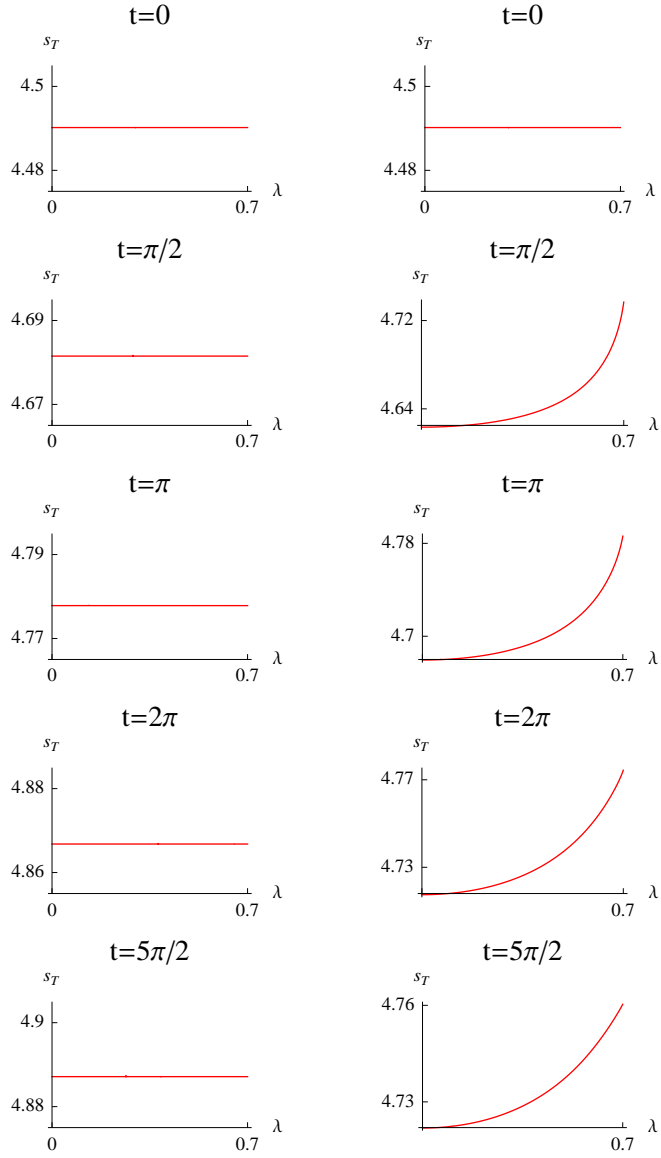 t=0
s_T
4.5
4.48
0
0.7
λ
t=0
s_T
4.5
4.48
0
0.7
λ
t=π/2
s_T
4.69
4.67
0
0.7
λ
t=π/2
s_T
4.72
4.64
0.7
λ
t=π
s_T
4.79
4.77
0
0.7
λ
t=π
s_T
4.78
4.7
0.7
λ
t=2π
s_T
4.88
4.86
0
0.7
λ
t=2π
s_T
4.77
4.73
0.7
λ
t=5π/2
s_T
4.9
4.88
0
0.7
λ
t=5π/2
s_T
4.76
4.73
0.7
λ